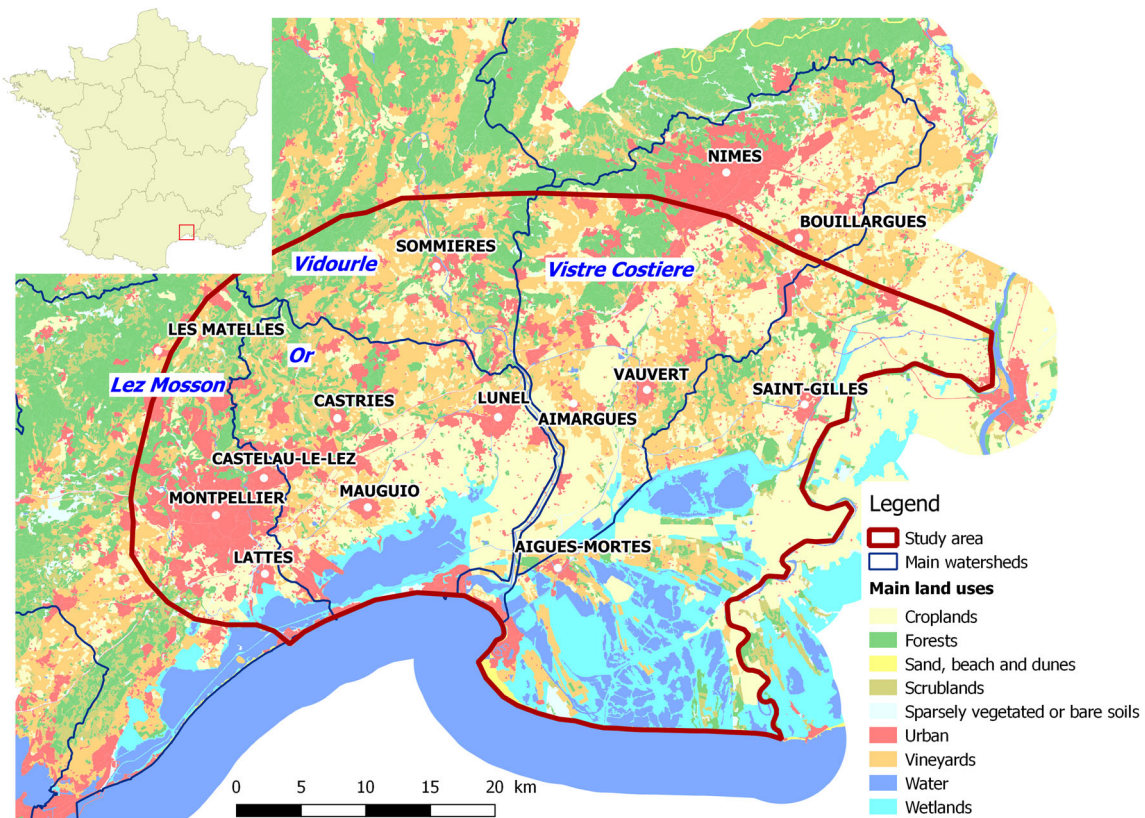 NIMES
BOUILLARGUES
SOMMIERES
Vidourle
Vistre Costiere
LES MATELLES
Or
Lez Mosson
VAUVERT
SAINT-GILLES
CASTRIES
LUNEL
AIMARGUES
CASTELAU-LE-LEZ
MONTPELLIER
MAUGUIO
LATTES
AIGUES-MORTES
Legend
Study area
Main watersheds
Main land uses
Croplands
Forests
Sand, beach and dunes
Scrublands
Sparsely vegetated or bare soils
Urban
Vineyards
Water
Wetlands
0 5 10 15 20 km